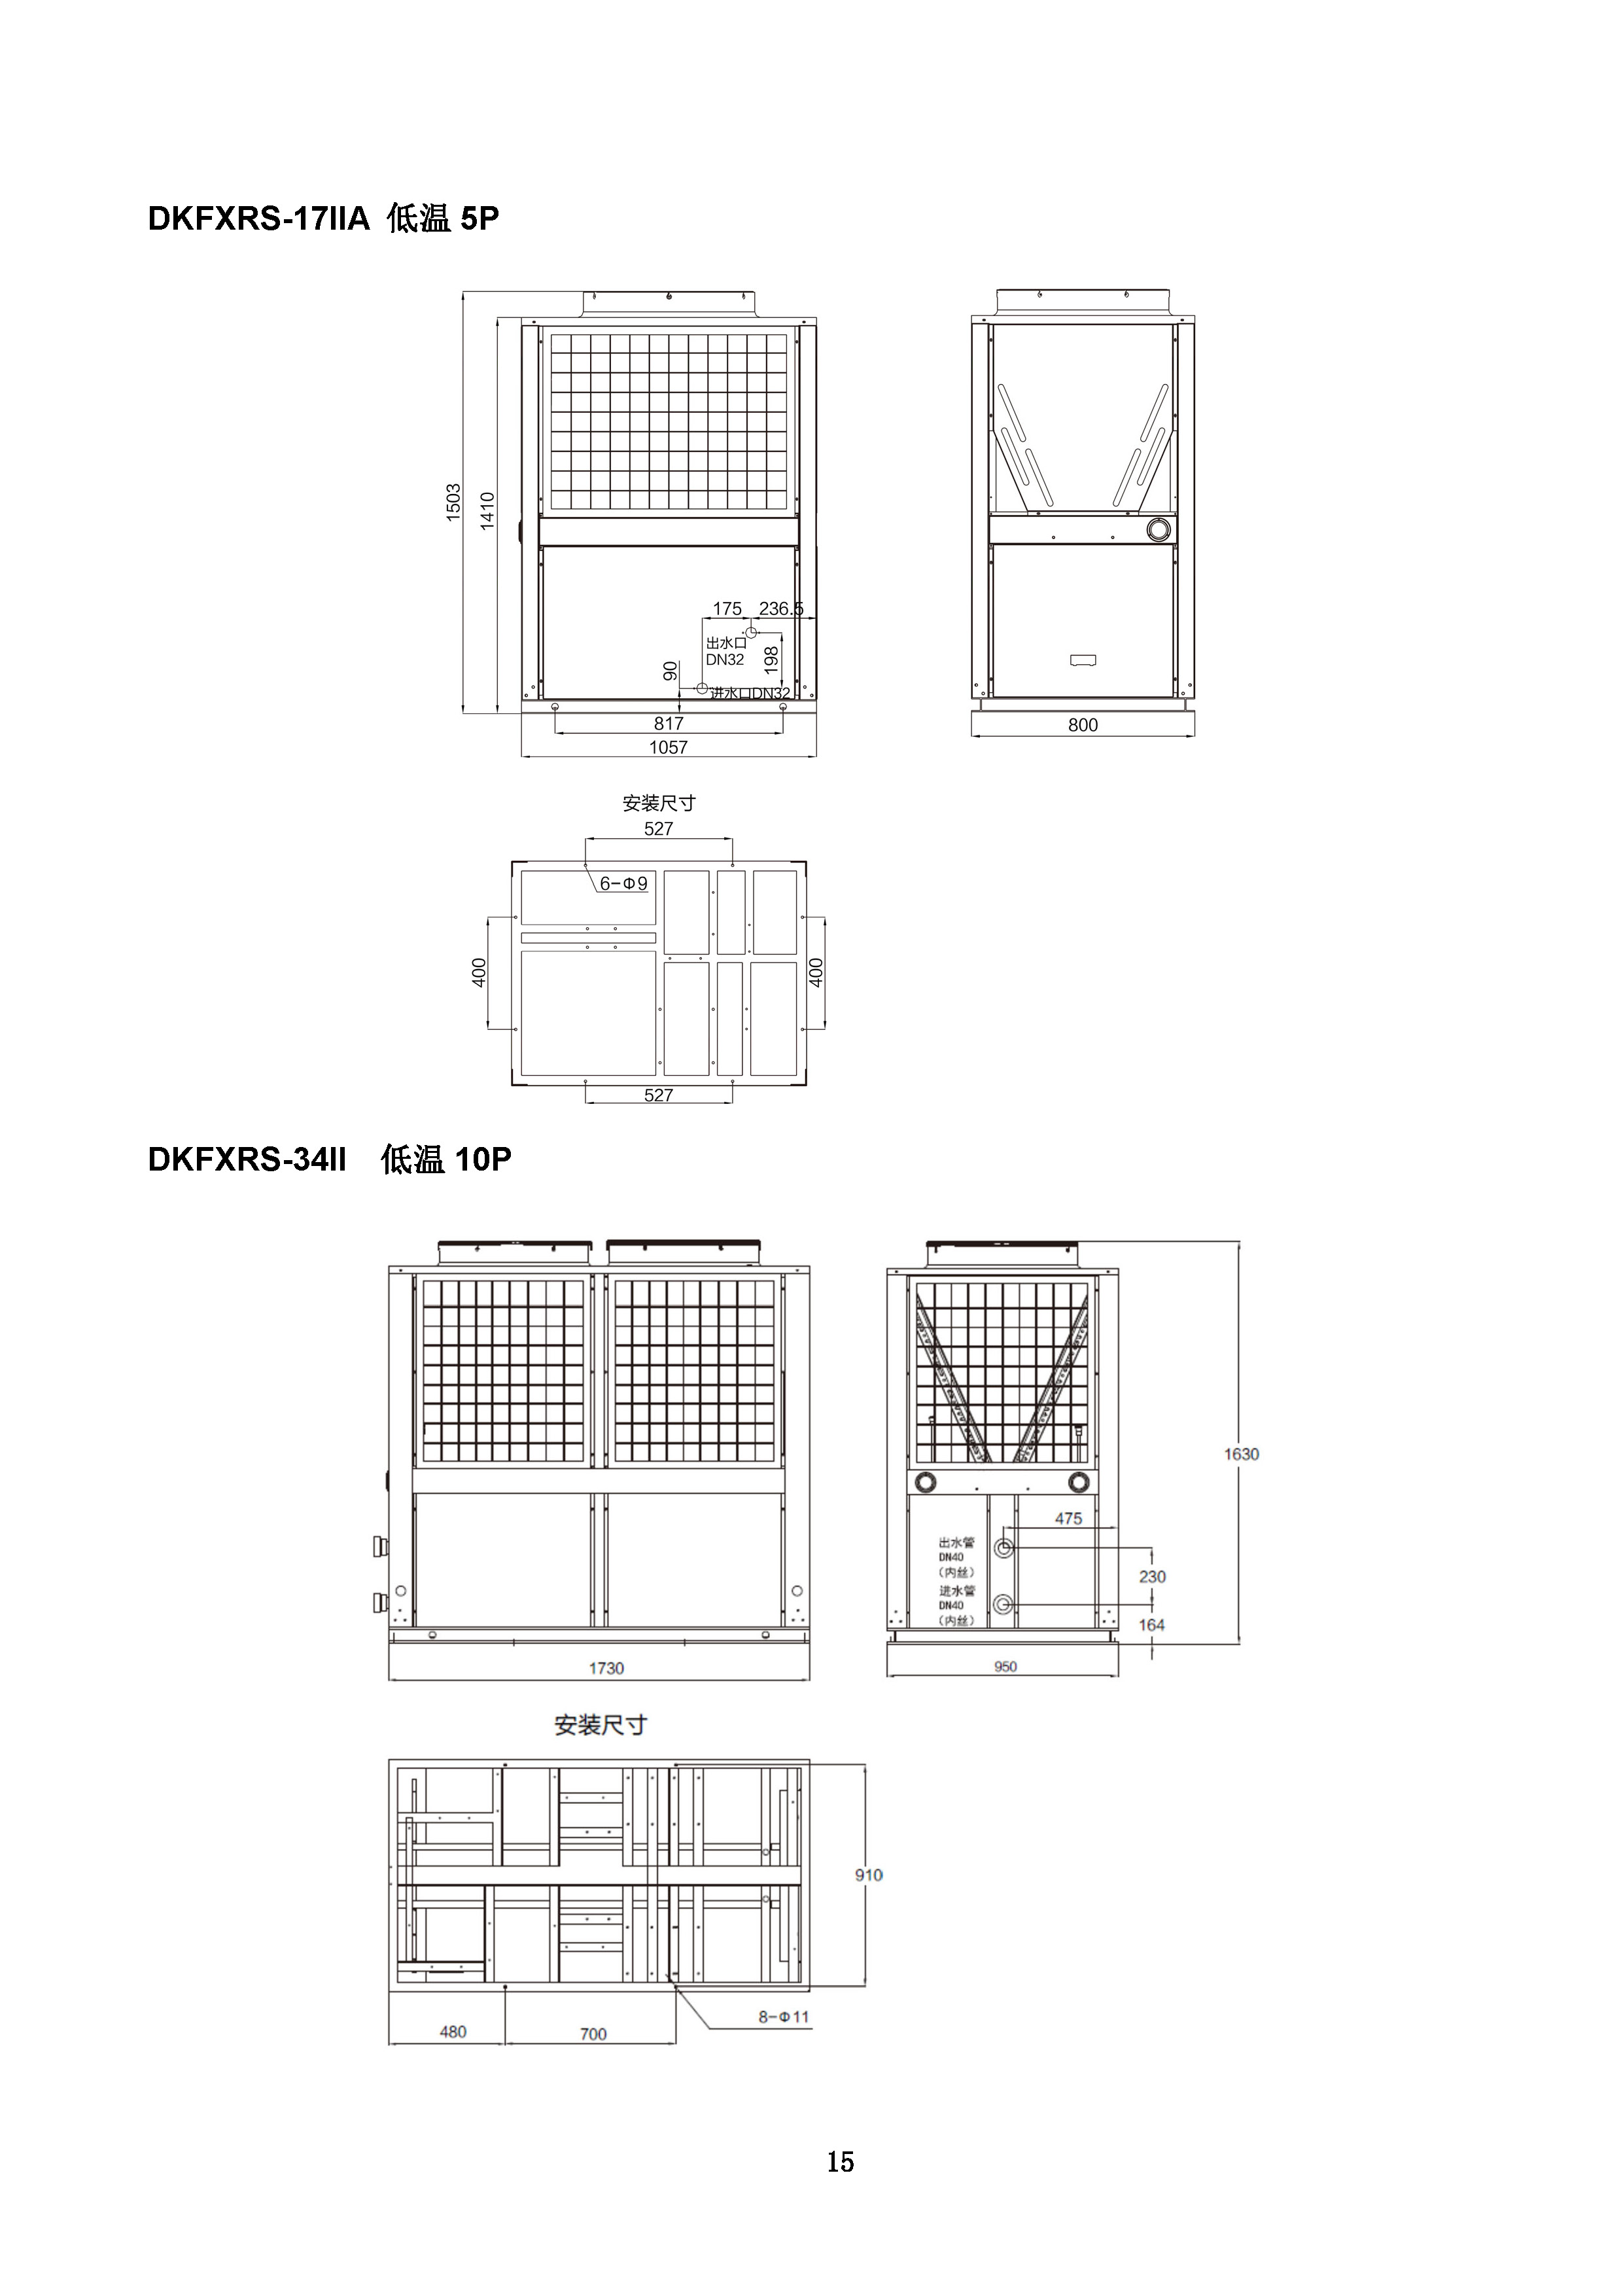 DKFXRS-17IIA 低温 5P
1503
1410
175 236.5
出水口
DN32
198
90
进水口DN32
817
1057
800
安装尺寸
527
6-Φ9
400
400
527
DKFXRS-34II 低温 10P
1630
475
出水管
DN40
（内丝）
230
进水管
DN40
（内丝）
164
1730
950
安装尺寸
910
8-Φ11
480
700
15